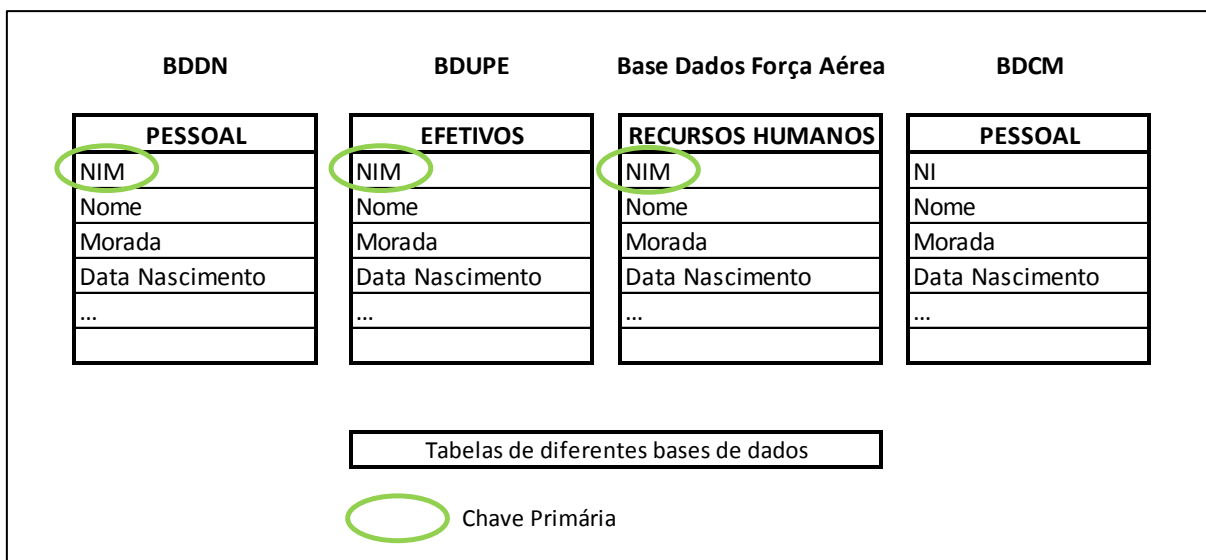 BDDN BDUPE Base Dados Força Aérea BDCM
PESSOAL EFETIVOS RECURSOS HUMANOS PESSOAL
NIM NIM NIM NI
Nome Nome Nome Nome
Morada Morada Morada Morada
Data Nascimento Data Nascimento Data Nascimento Data Nascimento
... ... ... ...
Tabelas de diferentes bases de dados
Chave Primária